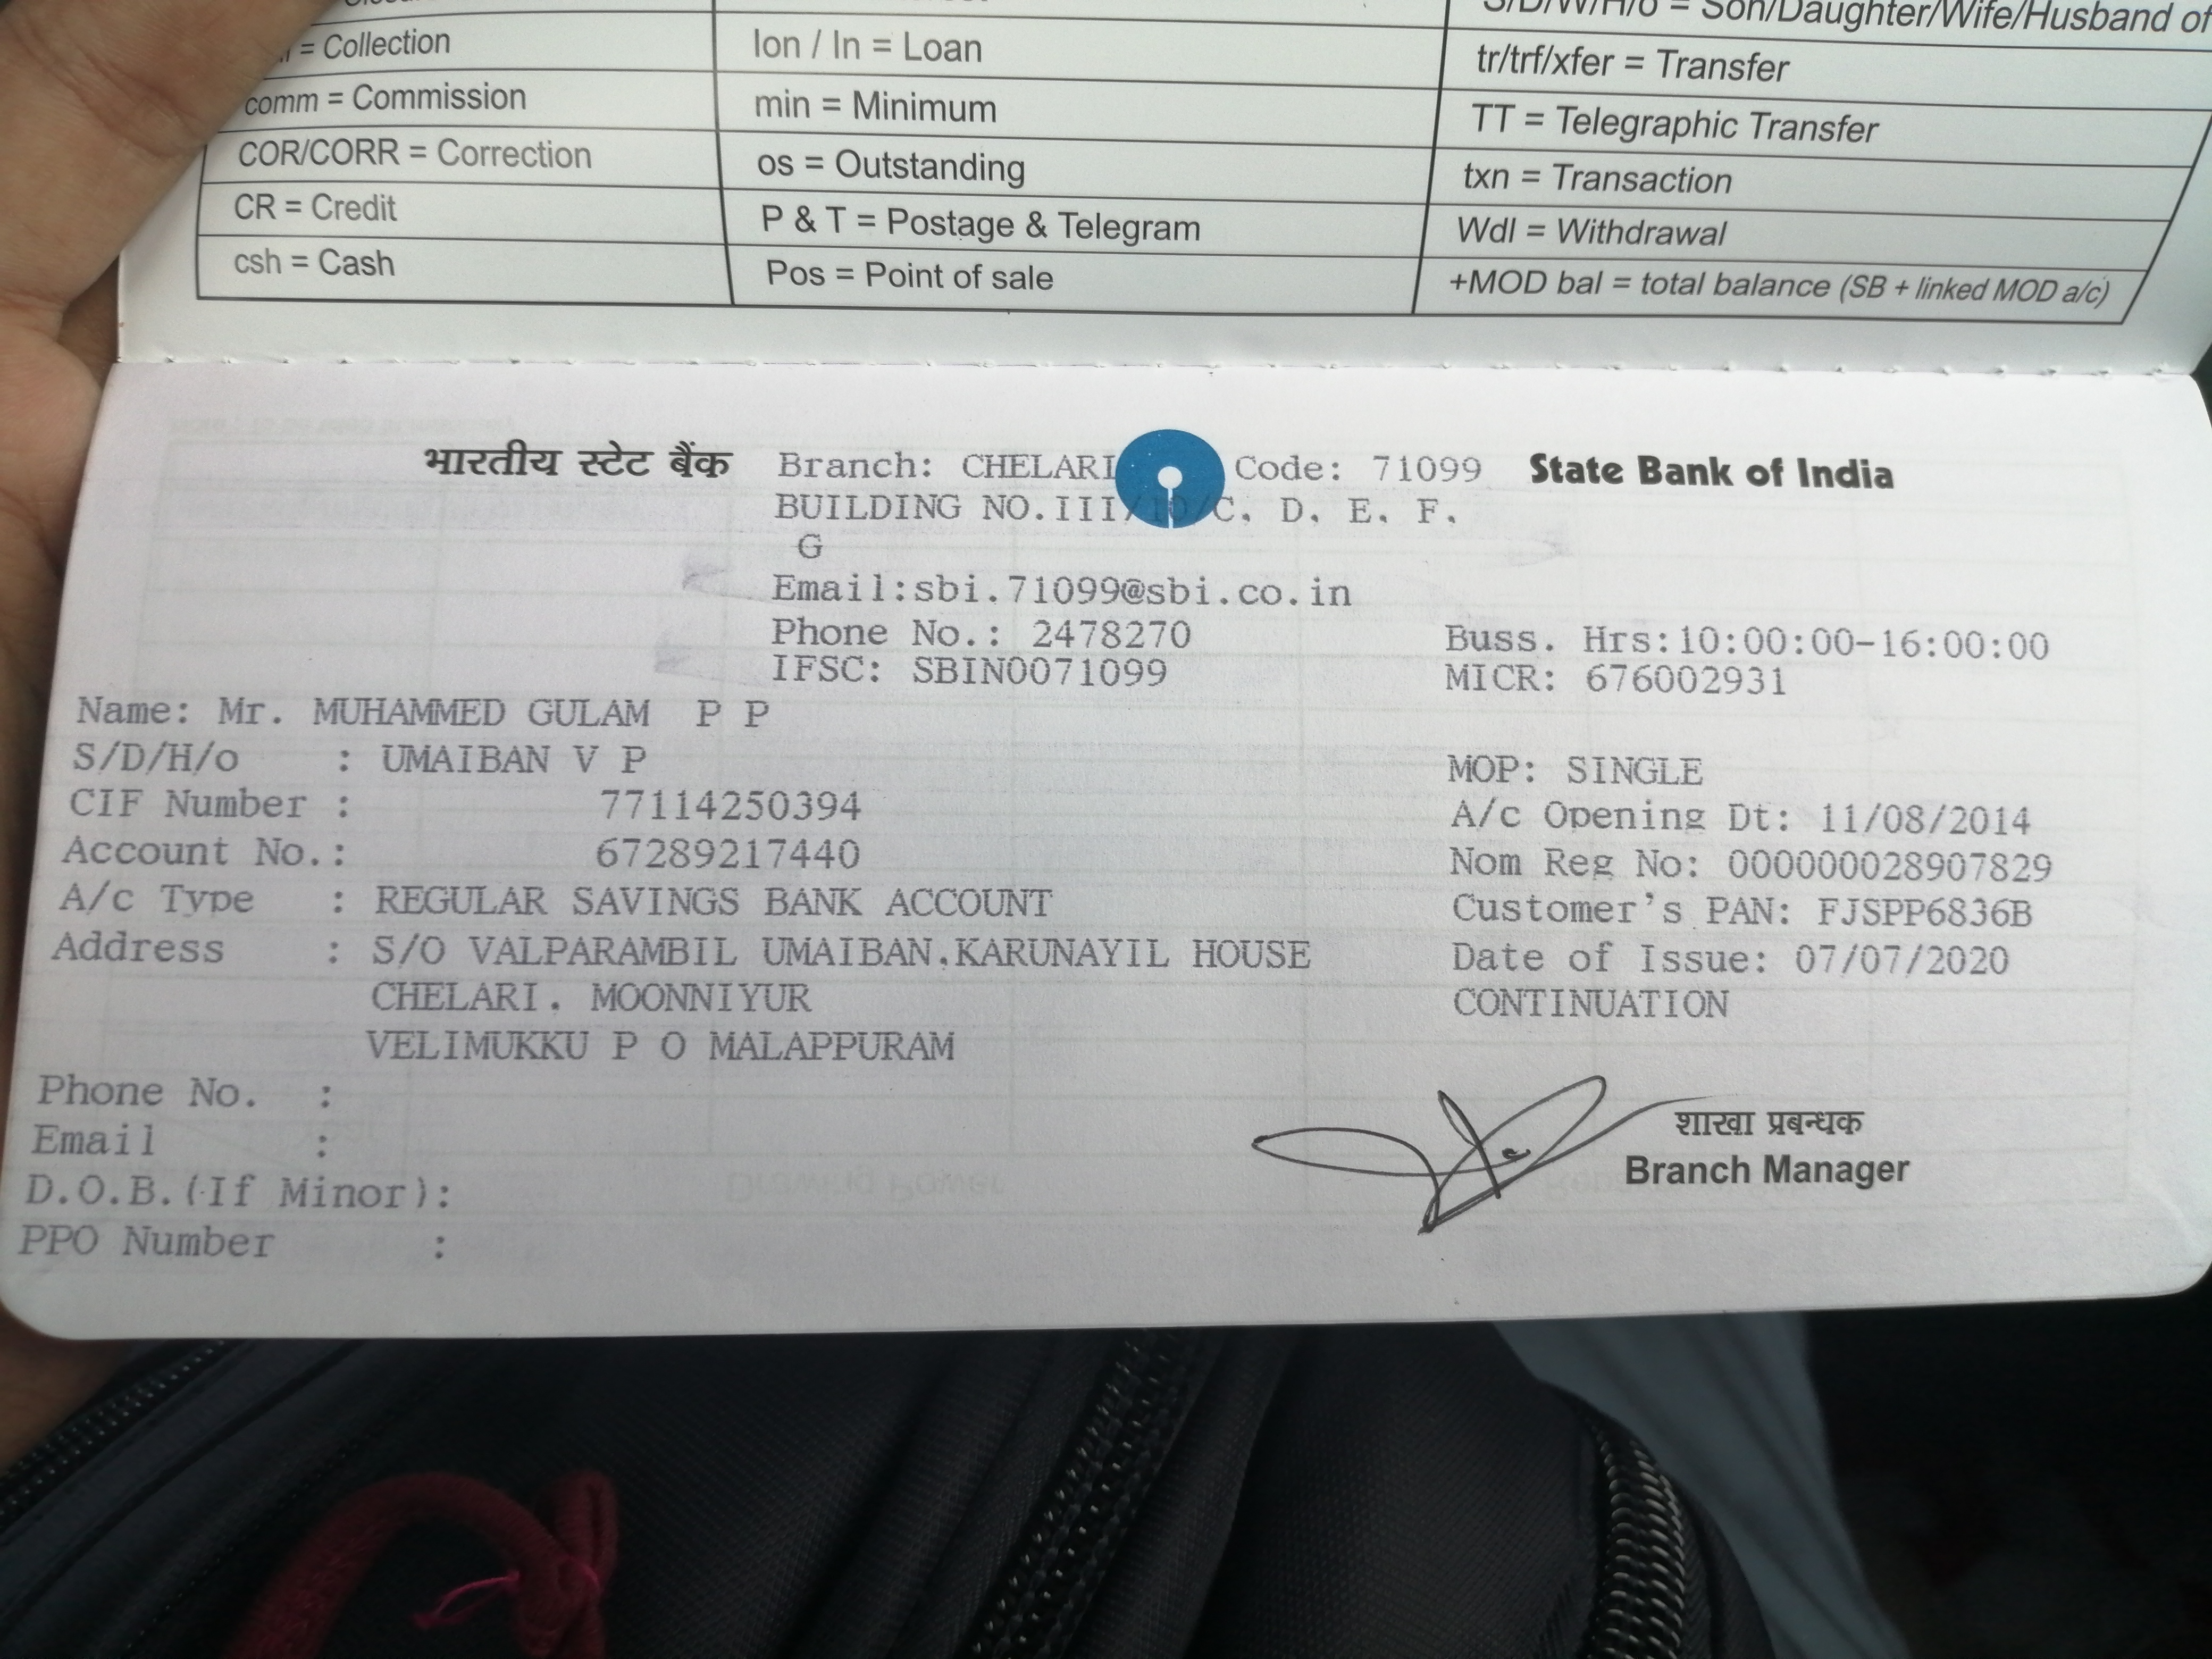 = Collection
lon / ln = Loan
S/D/W/H/o = Son/Daughter/Wife/Husband of
tr/trf/xfer = Transfer
comm = Commission
min = Minimum
TT = Telegraphic Transfer
COR/CORR = Correction
os = Outstanding
txn = Transaction
CR = Credit
P & T = Postage & Telegram
Wdl = Withdrawal
csh = Cash
Pos = Point of sale
+MOD bal = total balance (SB + linked MOD a/c)
भारतीय स्टेट बैंक Branch: CHELARI Code: 71099 State Bank of India
BUILDING NO.III/10/C. D. E. F.
G
Email:sbi.71099@sbi.co.in
Phone No.: 2478270 Buss. Hrs:10:00:00-16:00:00
IFSC: SBIN0071099 MICR: 676002931
Name: Mr. MUHAMMED GULAM P P
S/D/H/o : UMAIBAN V P MOP: SINGLE
CIF Number : 77114250394 A/c Opening Dt: 11/08/2014
Account No.: 67289217440 Nom Reg No: 000000028907829
A/c Type : REGULAR SAVINGS BANK ACCOUNT Customer's PAN: FJSPP6836B
Address : S/O VALPARAMBIL UMAIBAN.KARUNAYIL HOUSE Date of Issue: 07/07/2020
CHELARI. MOONNIYUR CONTINUATION
VELIMUKKU P O MALAPPURAM
Phone No. :
शाखा प्रबन्धक
Email :
Branch Manager
D.O.B.(If Minor):
PPO Number :